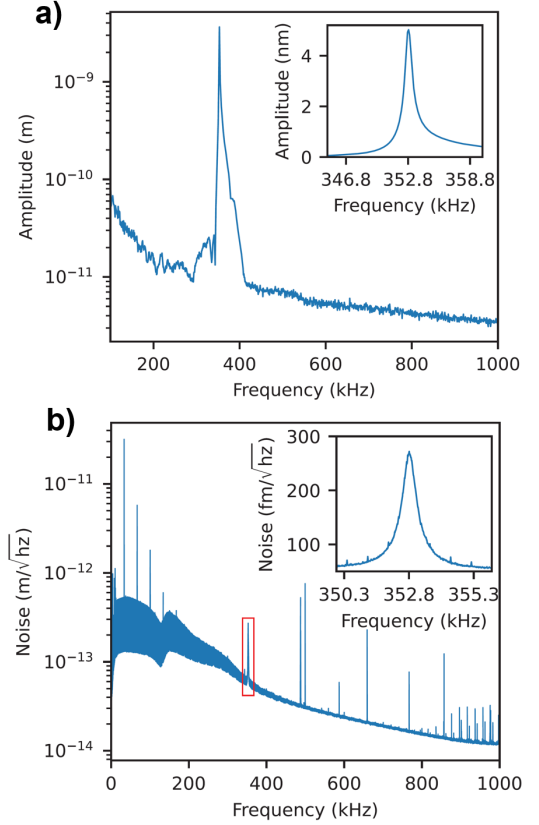 a)
Amplitude (m)
10⁻⁹
10⁻¹⁰
10⁻¹¹
200 400 600 800 1000
Frequency (kHz)
Amplitude (nm)
4
2
0
346.8 352.8 358.8
Frequency (kHz)
b)
Noise (m/√hz)
10⁻¹¹
10⁻¹²
10⁻¹³
10⁻¹⁴
0 200 400 600 800 1000
Frequency (kHz)
Noise (fm/√hz)
300
200
100
350.3 352.8 355.3
Frequency (kHz)